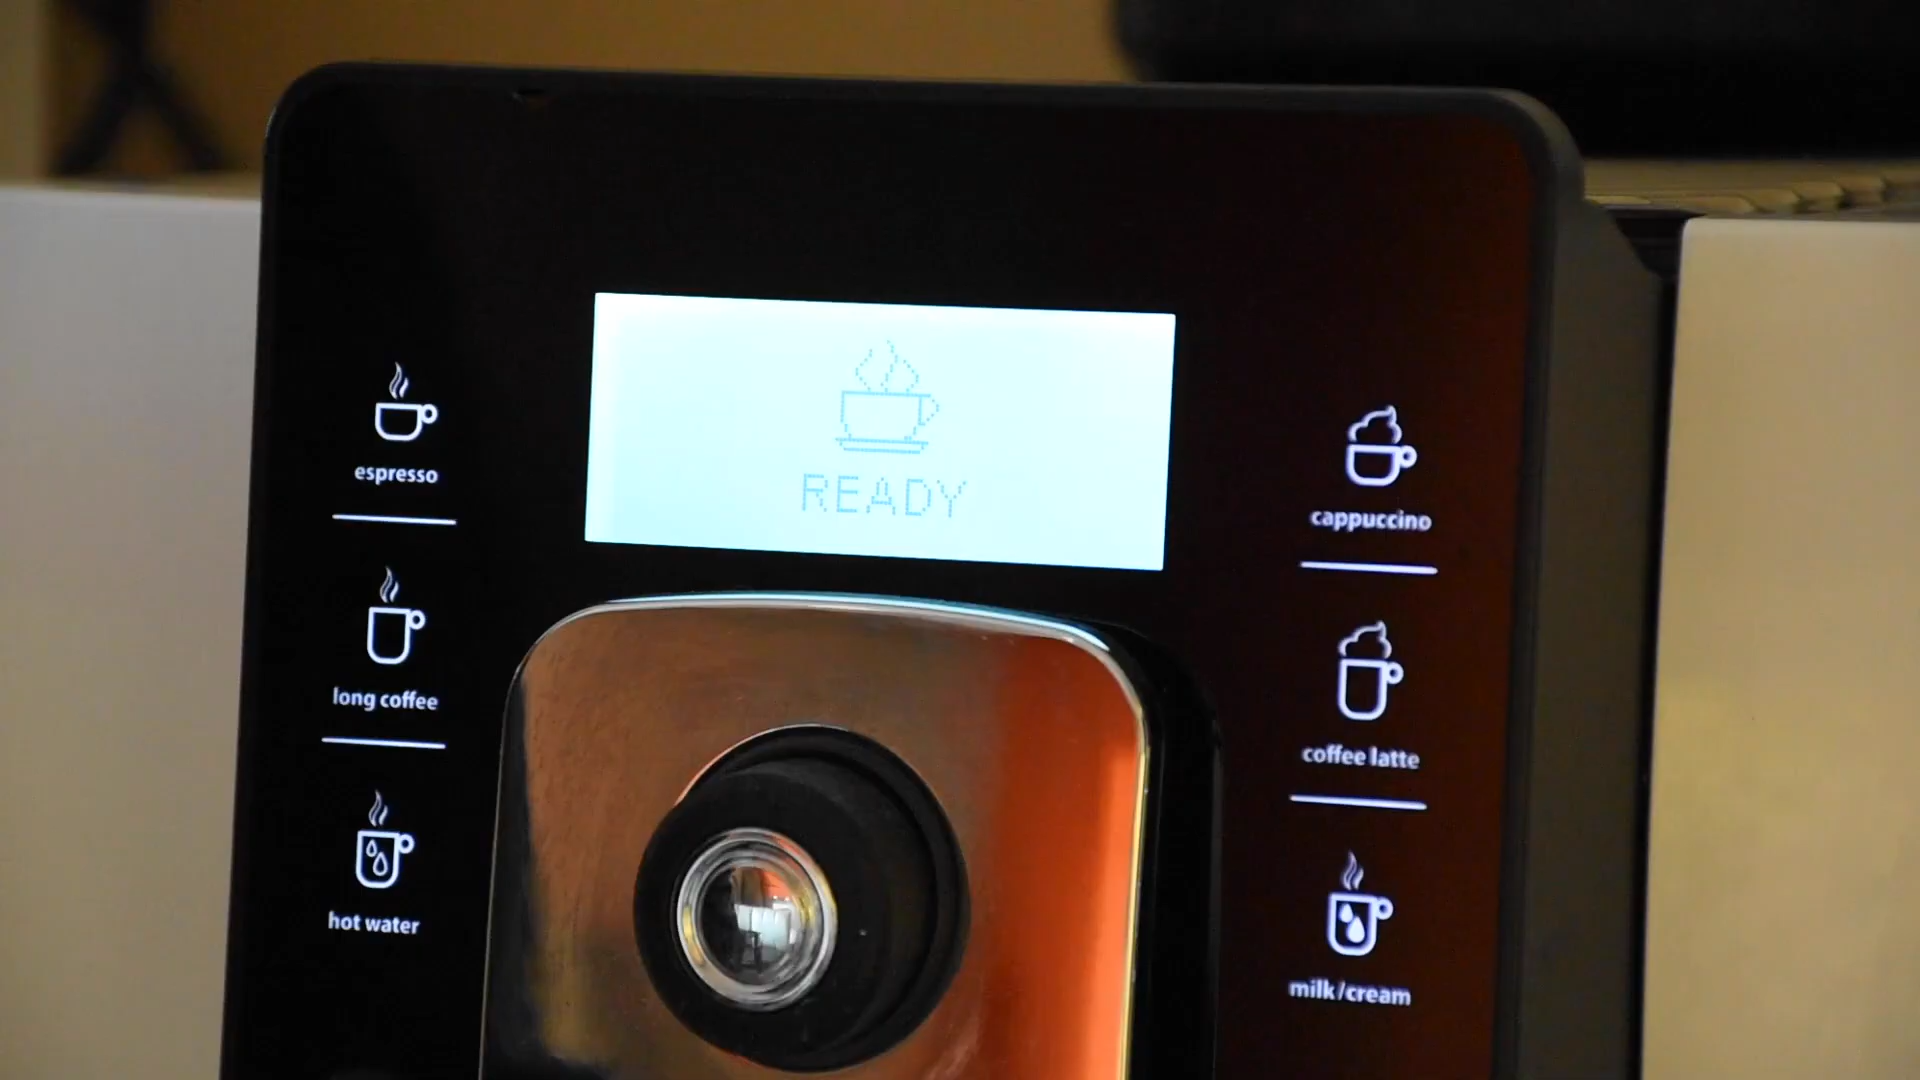 READY
espresso
long coffee
hot water
cappuccino
coffee latte
milk/cream